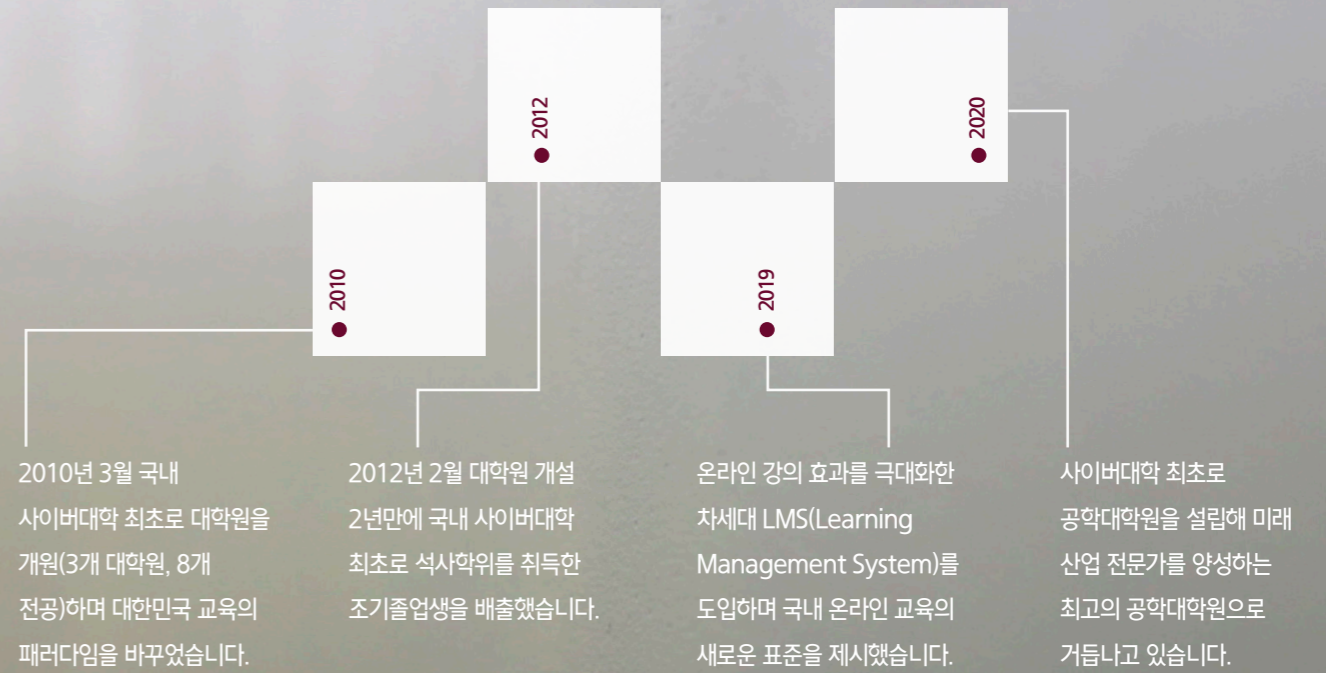 2010
2010년 3월 국내
사이버대학 최초로 대학원을
개원(3개 대학원, 8개
전공)하며 대한민국 교육의
패러다임을 바꾸었습니다.
2012
2012년 2월 대학원 개설
2년만에 국내 사이버대학
최초로 석사학위를 취득한
조기졸업생을 배출했습니다.
2019
온라인 강의 효과를 극대화한
차세대 LMS(Learning
Management System)를
도입하며 국내 온라인 교육의
새로운 표준을 제시했습니다.
2020
사이버대학 최초로
공학대학원을 설립해 미래
산업 전문가를 양성하는
최고의 공학대학원으로
거듭나고 있습니다.